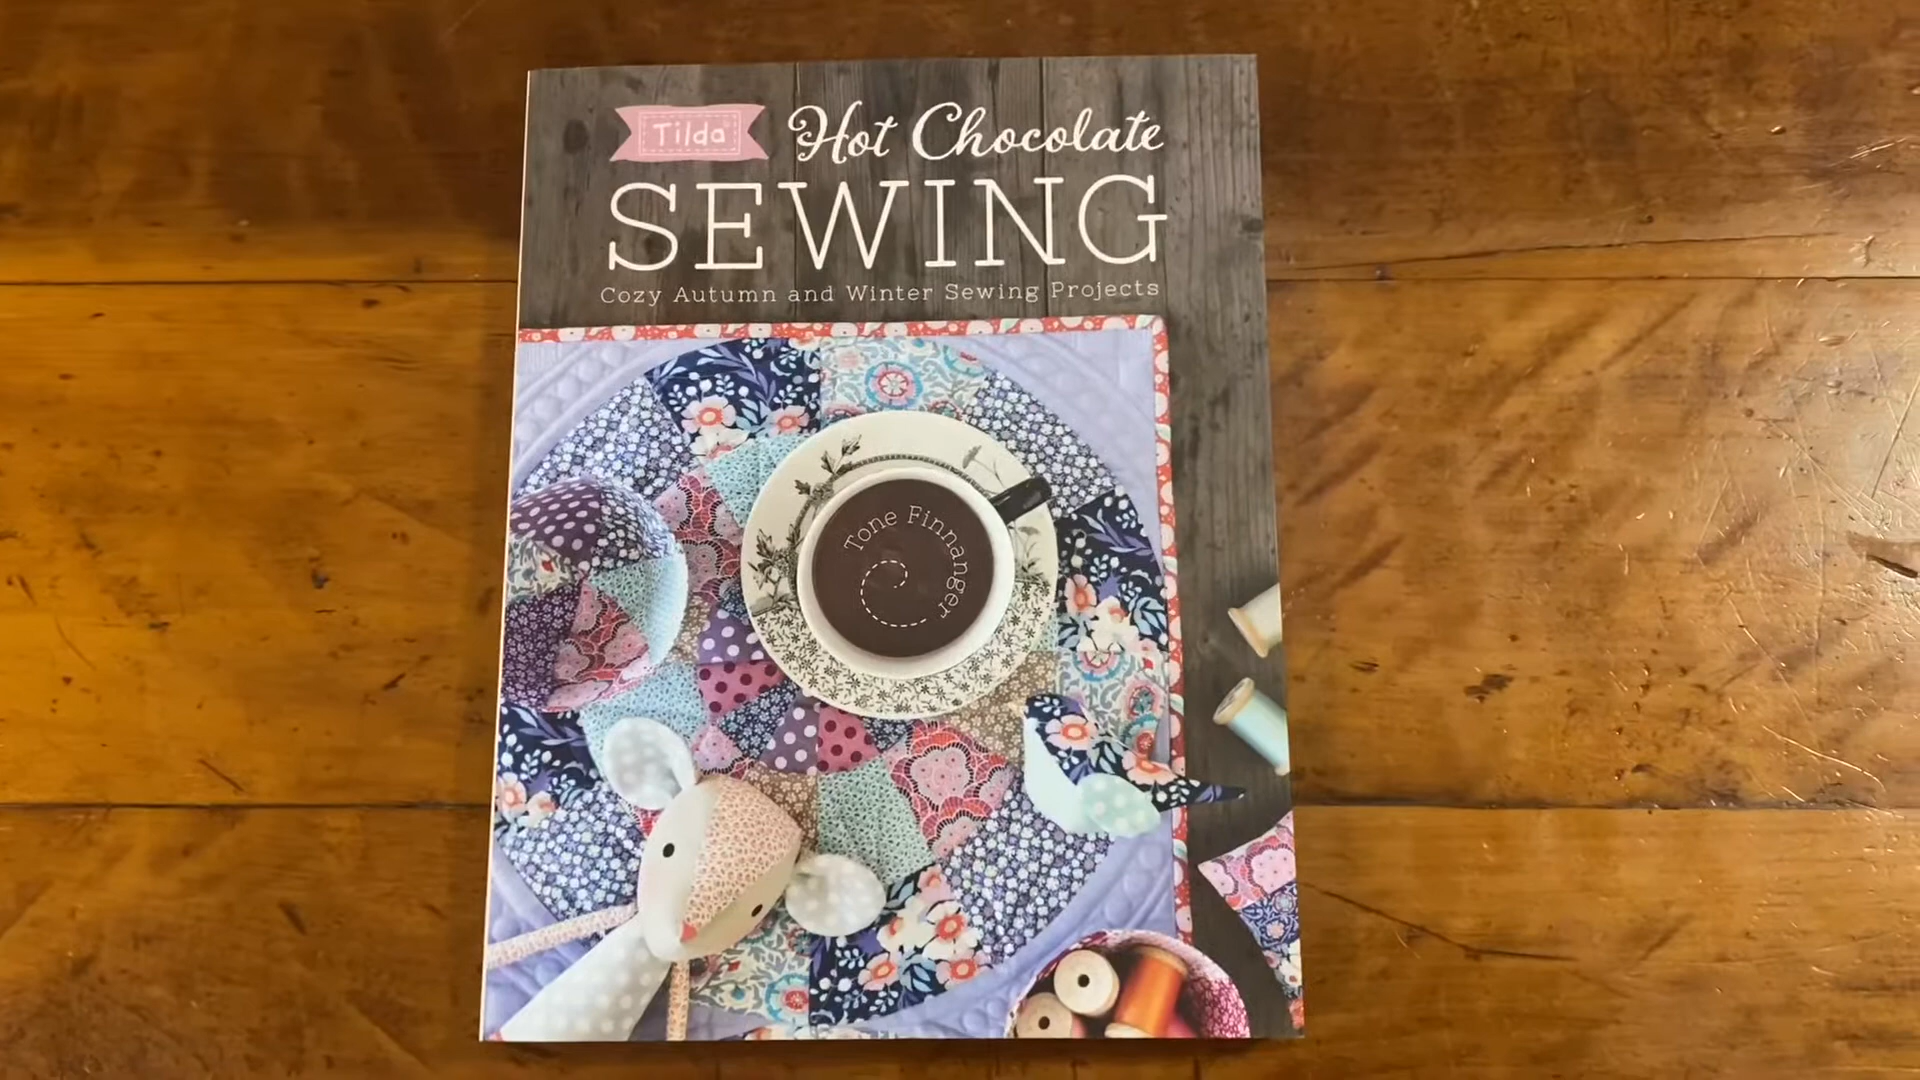 Tilda Hot Chocolate
SEWING
Cozy Autumn and Winter Sewing Projects
Tone Finnanger